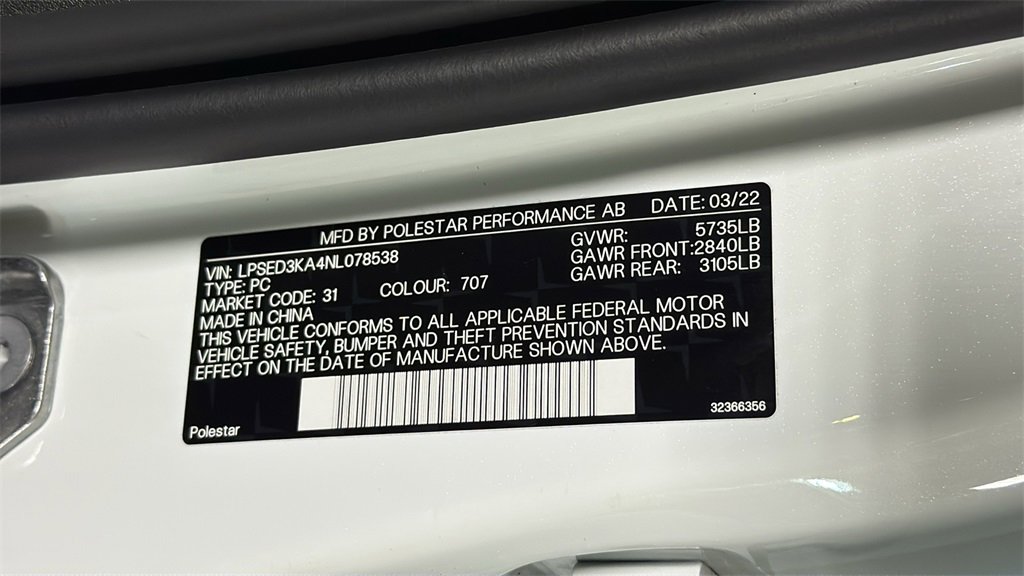 MFD BY POLESTAR PERFORMANCE AB DATE: 03/22
VIN: LPSED3KA4NL078538 GVWR: 5735LB
TYPE: PC GAWR FRONT:2840LB
MARKET CODE: 31 COLOUR: 707 GAWR REAR: 3105LB
MADE IN CHINA
THIS VEHICLE CONFORMS TO ALL APPLICABLE FEDERAL MOTOR
VEHICLE SAFETY, BUMPER AND THEFT PREVENTION STANDARDS IN
EFFECT ON THE DATE OF MANUFACTURE SHOWN ABOVE.
Polestar 32366356